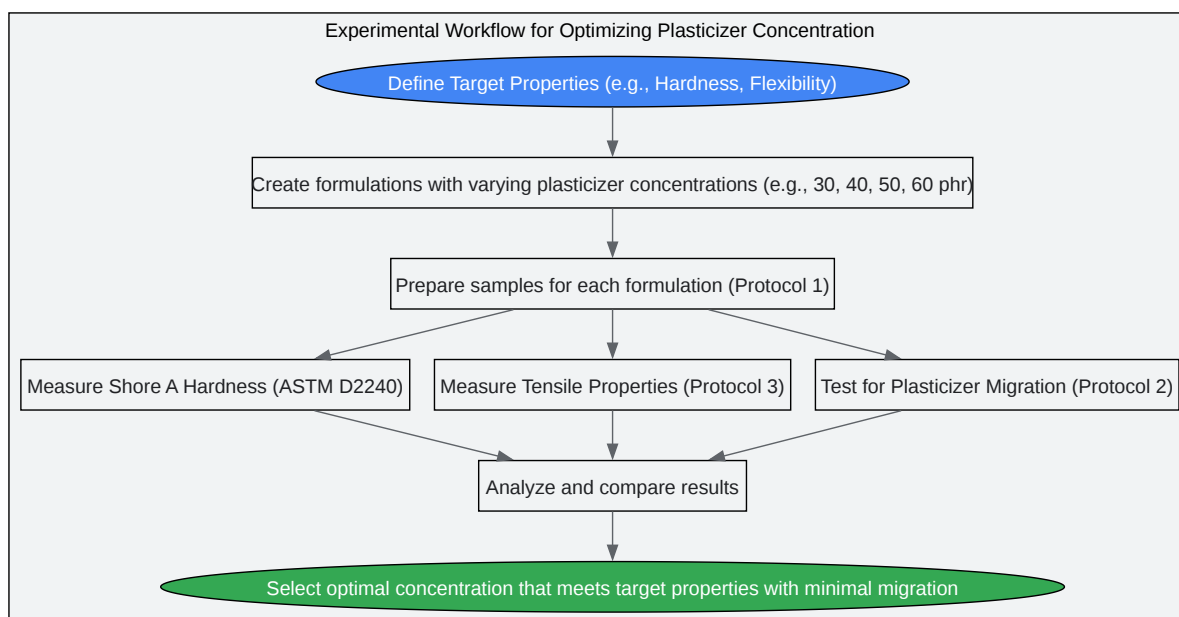 Experimental Workflow for Optimizing Plasticizer Concentration
Define Target Properties (e.g., Hardness, Flexibility)
Create formulations with varying plasticizer concentrations (e.g., 30, 40, 50, 60 phr)
Prepare samples for each formulation (Protocol 1)
Measure Shore A Hardness (ASTM D2240)
Measure Tensile Properties (Protocol 3)
Test for Plasticizer Migration (Protocol 2)
Analyze and compare results
Select optimal concentration that meets target properties with minimal migration